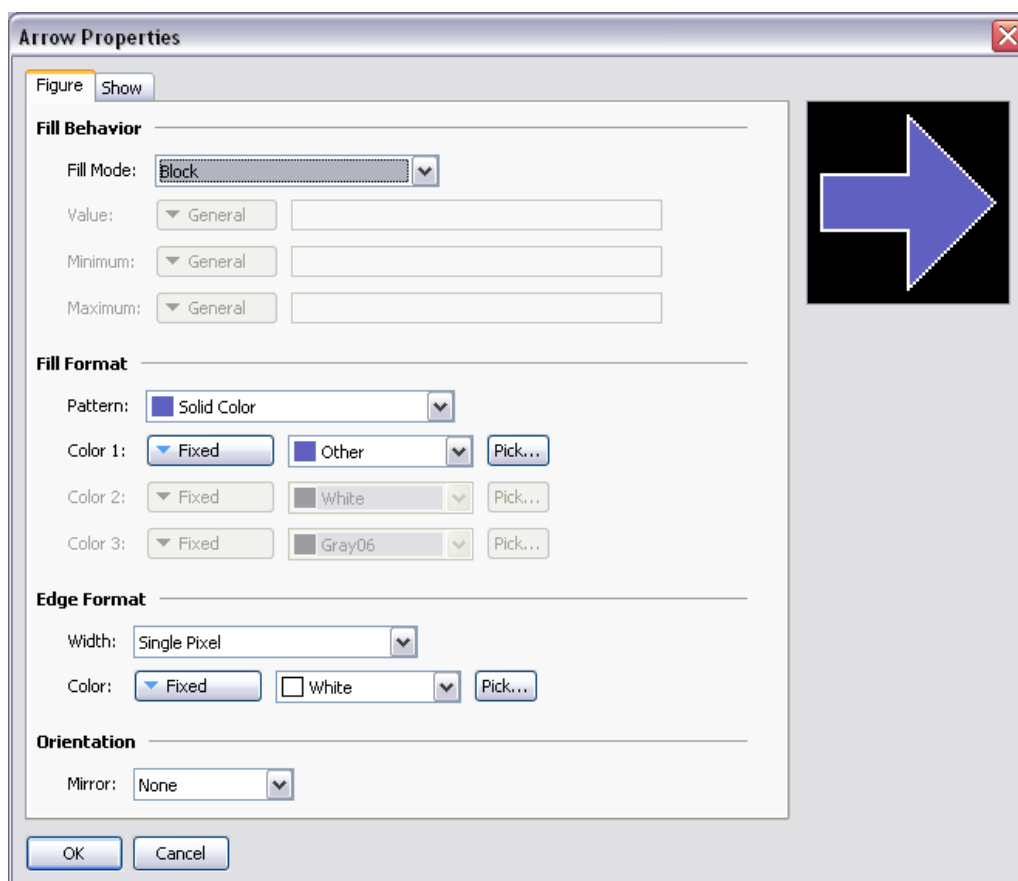 Arrow Properties
Figure Show
Fill Behavior
Fill Mode: Block
Value: General
Minimum: General
Maximum: General
Fill Format
Pattern: Solid Color
Color 1: Fixed Other Pick...
Color 2: Fixed White Pick...
Color 3: Fixed Gray06 Pick...
Edge Format
Width: Single Pixel
Color: Fixed White Pick...
Orientation
Mirror: None
OK Cancel